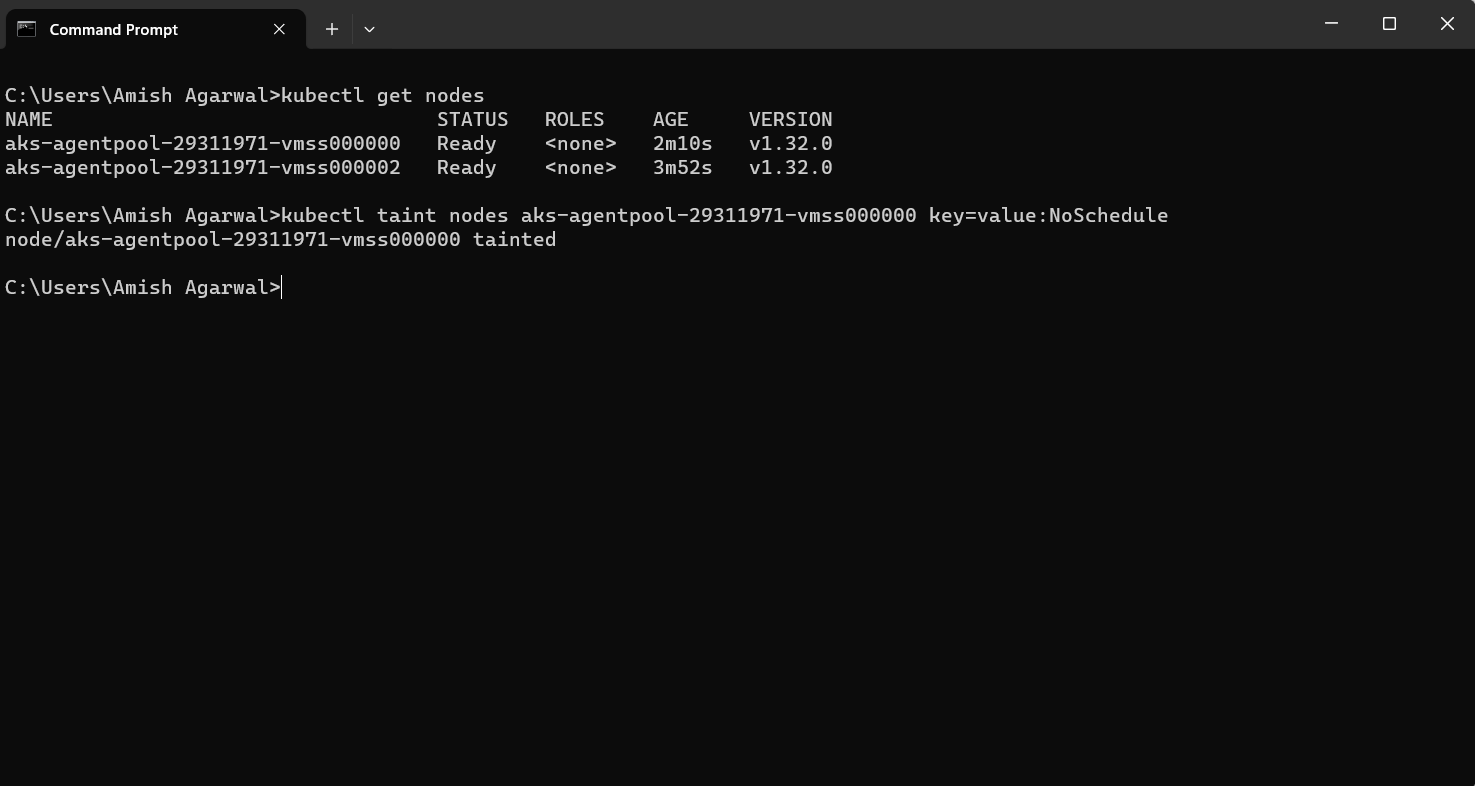 Command Prompt
C:\Users\Amish Agarwal>kubectl get nodes
NAME                                STATUS   ROLES    AGE     VERSION
aks-agentpool-29311971-vmss000000   Ready    <none>   2m10s   v1.32.0
aks-agentpool-29311971-vmss000002   Ready    <none>   3m52s   v1.32.0
C:\Users\Amish Agarwal>kubectl taint nodes aks-agentpool-29311971-vmss000000 key=value:NoSchedule
node/aks-agentpool-29311971-vmss000000 tainted
C:\Users\Amish Agarwal>